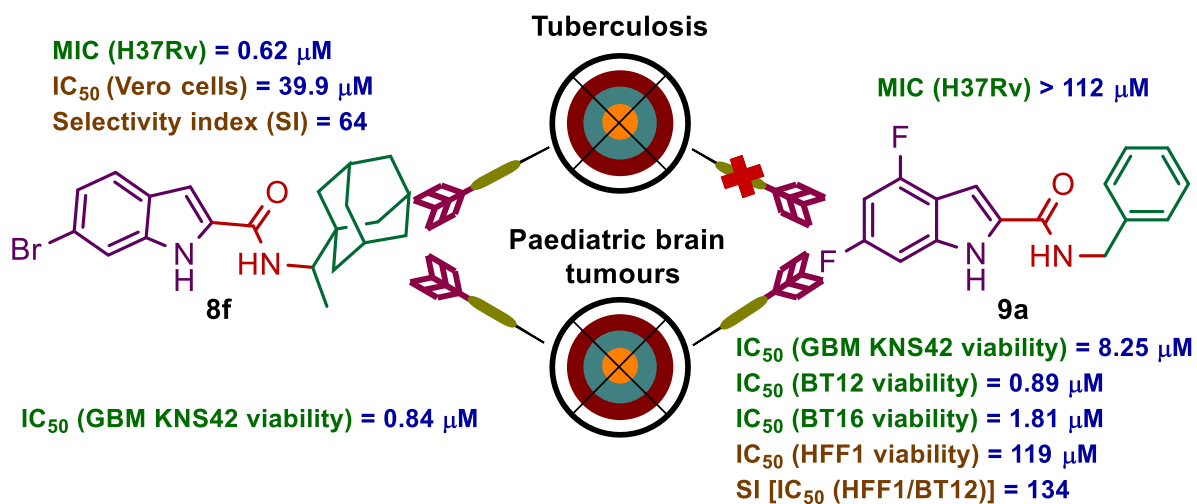 Tuberculosis
MIC (H37Rv) = 0.62 μM
IC₅₀ (Vero cells) = 39.9 μM
Selectivity index (SI) = 64
MIC (H37Rv) > 112 μM
Br
N
H
O
HN
8f
F
F
N
H
O
HN
9a
Paediatric brain
tumours
IC₅₀ (GBM KNS42 viability) = 0.84 μM
IC₅₀ (GBM KNS42 viability) = 8.25 μM
IC₅₀ (BT12 viability) = 0.89 μM
IC₅₀ (BT16 viability) = 1.81 μM
IC₅₀ (HFF1 viability) = 119 μM
SI [IC₅₀ (HFF1/BT12)] = 134